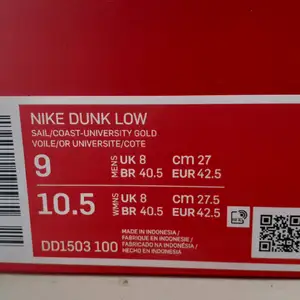 NIKE DUNK LOW
SAIL/COAST-UNIVERSITY GOLD
VOILE/OR UNIVERSITE/COTE
9 MENS UK 8 cm 27
BR 40.5 EUR 42.5
10.5 WMNS UK 8 cm 27.5
BR 40.5 EUR 42.5
DD1503 100
MADE IN INDONESIA /
FABRIQUE EN INDONESIE /
FABRICADO NA INDONÉSIA /
HECHO EN INDONESIA